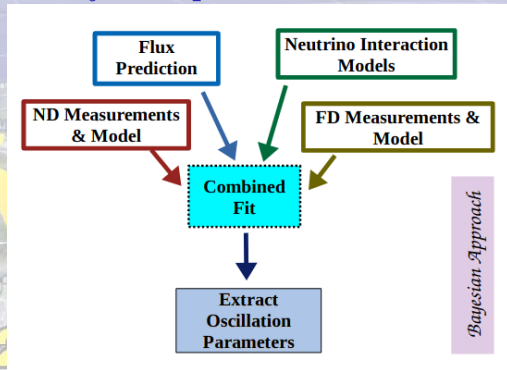 Flux
Prediction
Neutrino Interaction
Models
ND Measurements
& Model
FD Measurements &
Model
Combined
Fit
Extract
Oscillation
Parameters
Bayesian Approach